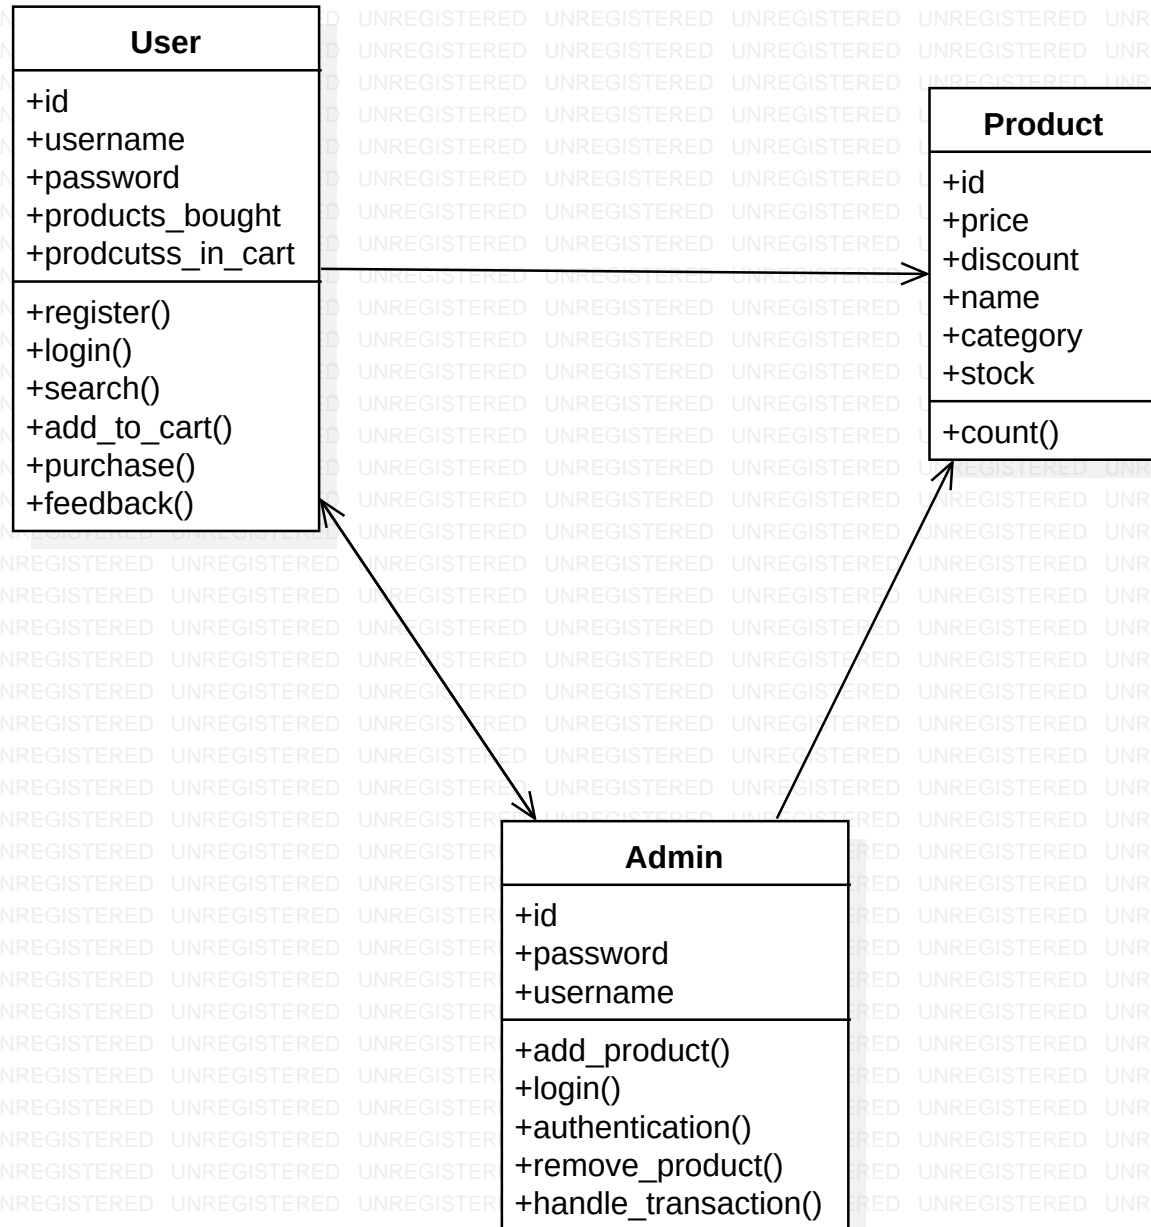 User
+id
+username
+password
+products_bought
+prodcutss_in_cart
+register()
+login()
+search()
+add_to_cart()
+purchase()
+feedback()
Product
+id
+price
+discount
+name
+category
+stock
+count()
Admin
+id
+password
+username
+add_product()
+login()
+authentication()
+remove_product()
+handle_transaction()
UNREGISTERED